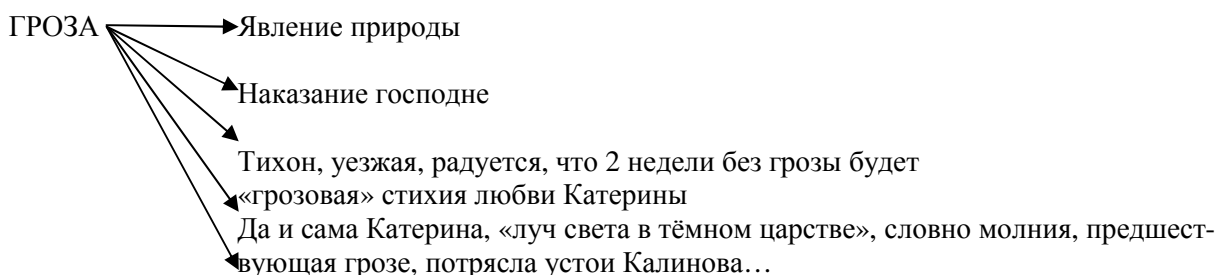 ГРОЗА Явление природы
Наказание господне
Тихон, уезжая, радуется, что 2 недели без грозы будет
«грозовая» стихия любви Катерины
Да и сама Катерина, «луч света в тёмном царстве», словно молния, предшест-
вующая грозе, потрясла устои Калинова…